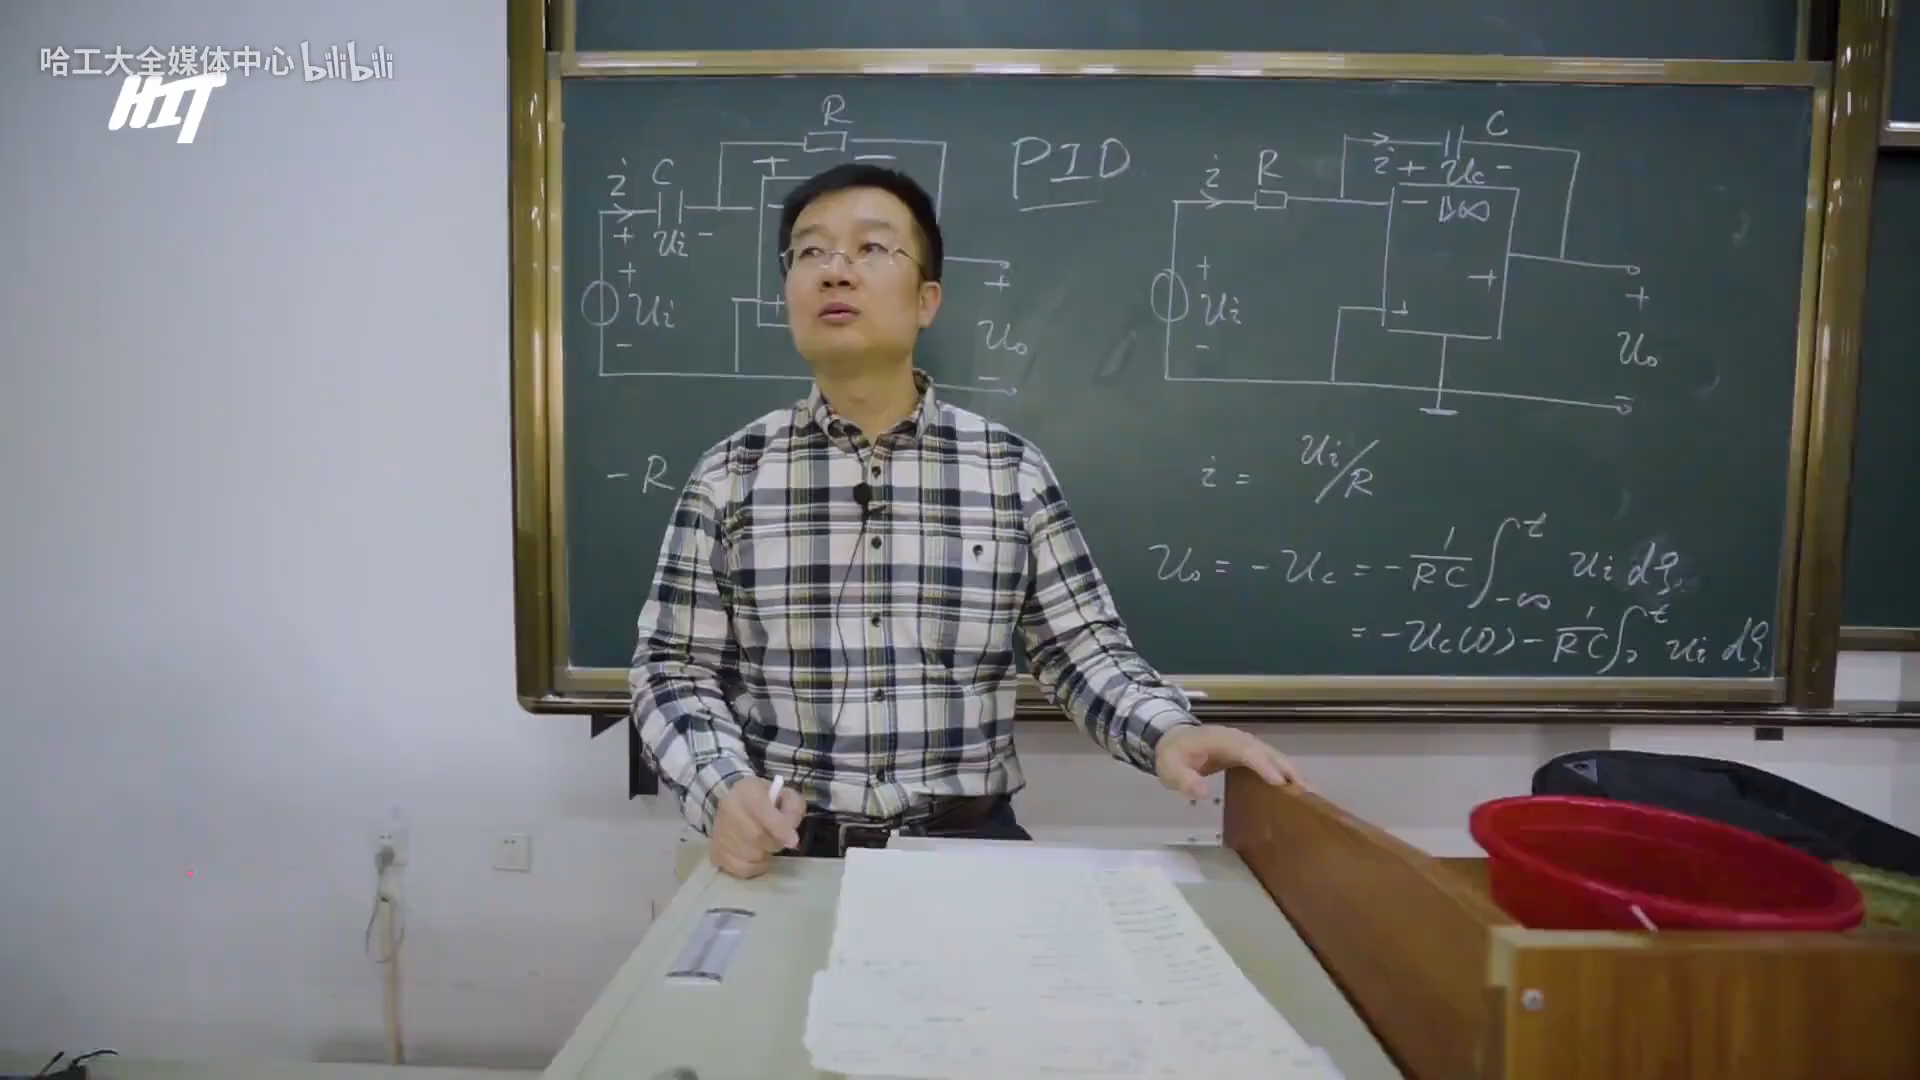 哈工大全媒体中心 bilibili
HIT
R
PID
C
i C
i R
i + uc -
+
-
- ▷∞
+ ui -
+
ui
-
+
ui
-
+
+
uo
-
+
uo
-
- R
i = ui/R
uo = - uc = - 1/RC ∫_{-∞}^{t} ui dξ
= - uc(0) - 1/RC ∫_{0}^{t} ui dξ